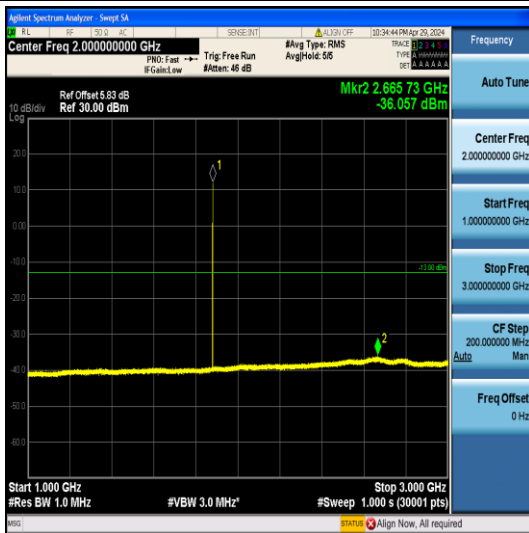 Agilent Spectrum Analyzer - Swept SA
RL RF 50 Ω AC SENSE:INT ALIGN OFF 10:34:44 PM Apr 29, 2024
Center Freq 2.000000000 GHz
PNO: Fast
IFGain:Low
Trig: Free Run
#Atten: 46 dB
#Avg Type: RMS
Avg|Hold: 5/5
TRACE 1 2 3 4 5 6
TYPE A
DET A A A A A A
Ref Offset 5.83 dB
Ref 30.00 dBm
10 dB/div
Log
Mkr2 2.665 73 GHz
-36.057 dBm
20.0
10.0
0.00
-10.0
-20.0
-30.0
-40.0
-50.0
-60.0
1
2
-13.00 dBm
Start 1.000 GHz
Stop 3.000 GHz
#Res BW 1.0 MHz
#VBW 3.0 MHz*
#Sweep 1.000 s (30001 pts)
MSG
STATUS Align Now, All required
Frequency
Auto Tune
Center Freq
2.000000000 GHz
Start Freq
1.000000000 GHz
Stop Freq
3.000000000 GHz
CF Step
200.000000 MHz
Auto Man
Freq Offset
0 Hz